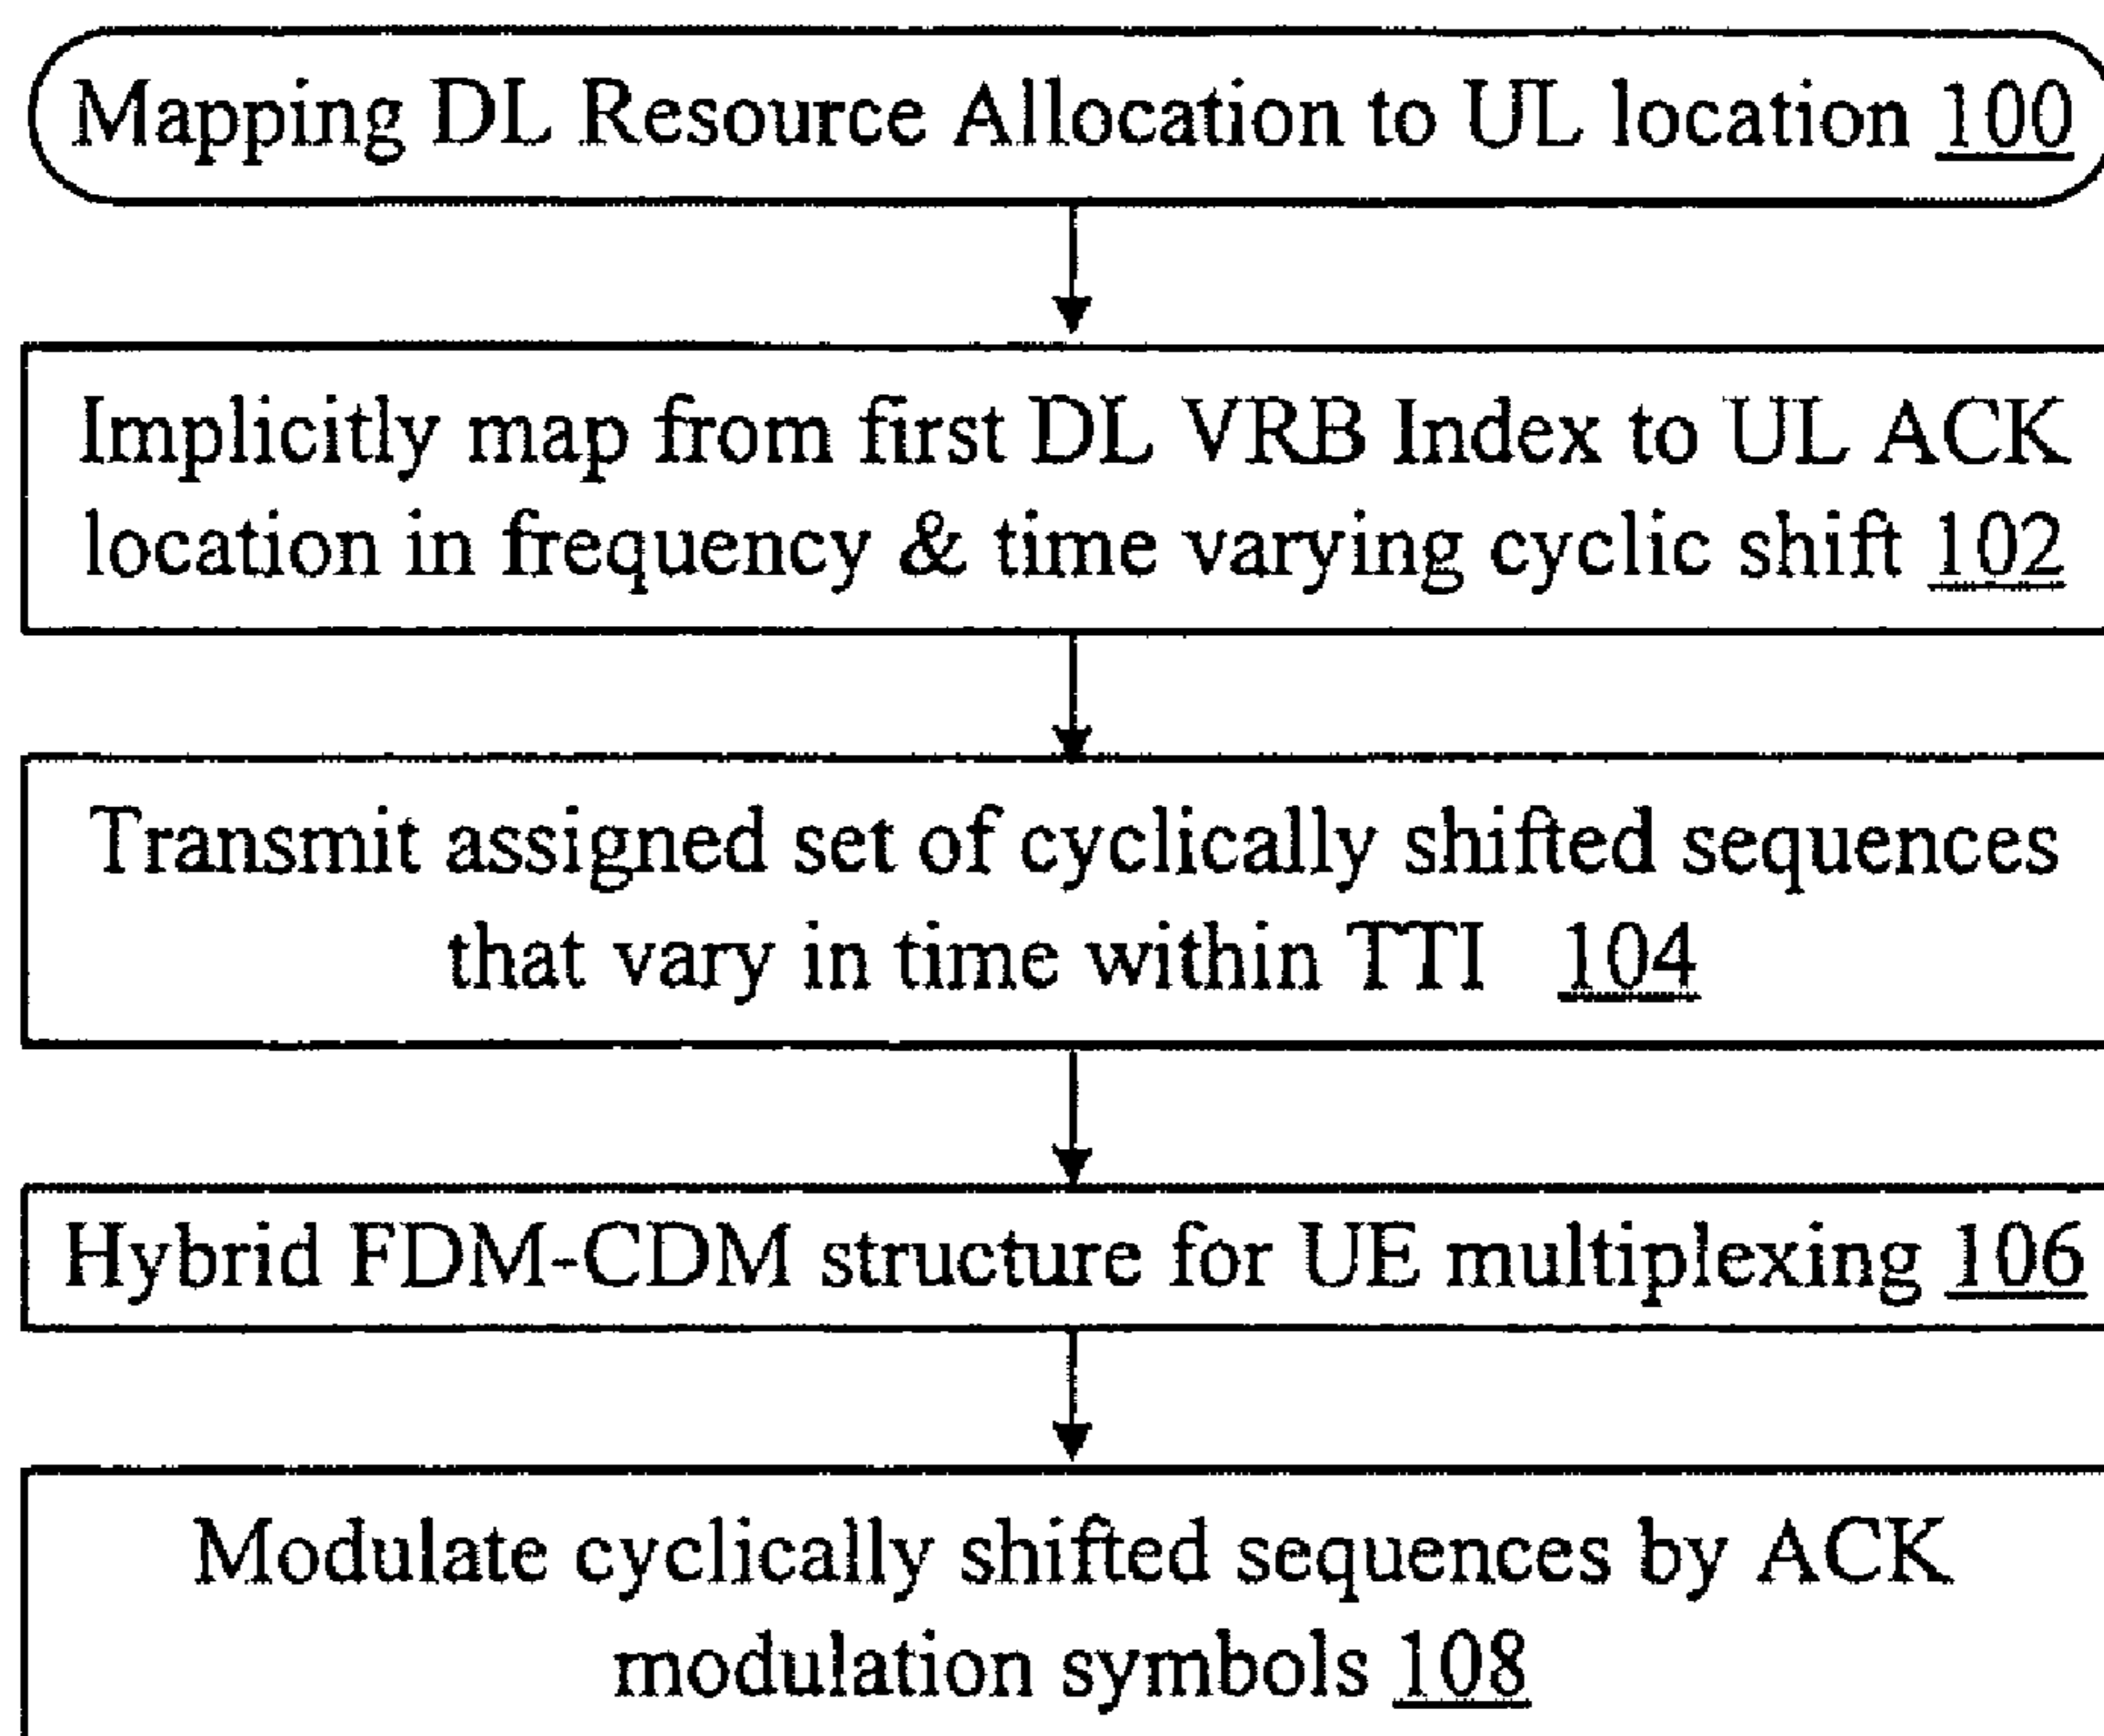 Mapping DL Resource Allocation to UL location 100
Implicitly map from first DL VRB Index to UL ACK
location in frequency & time varying cyclic shift 102
Transmit assigned set of cyclically shifted sequences
that vary in time within TTI 104
Hybrid FDM-CDM structure for UE multiplexing 106
Modulate cyclically shifted sequences by ACK
modulation symbols 108